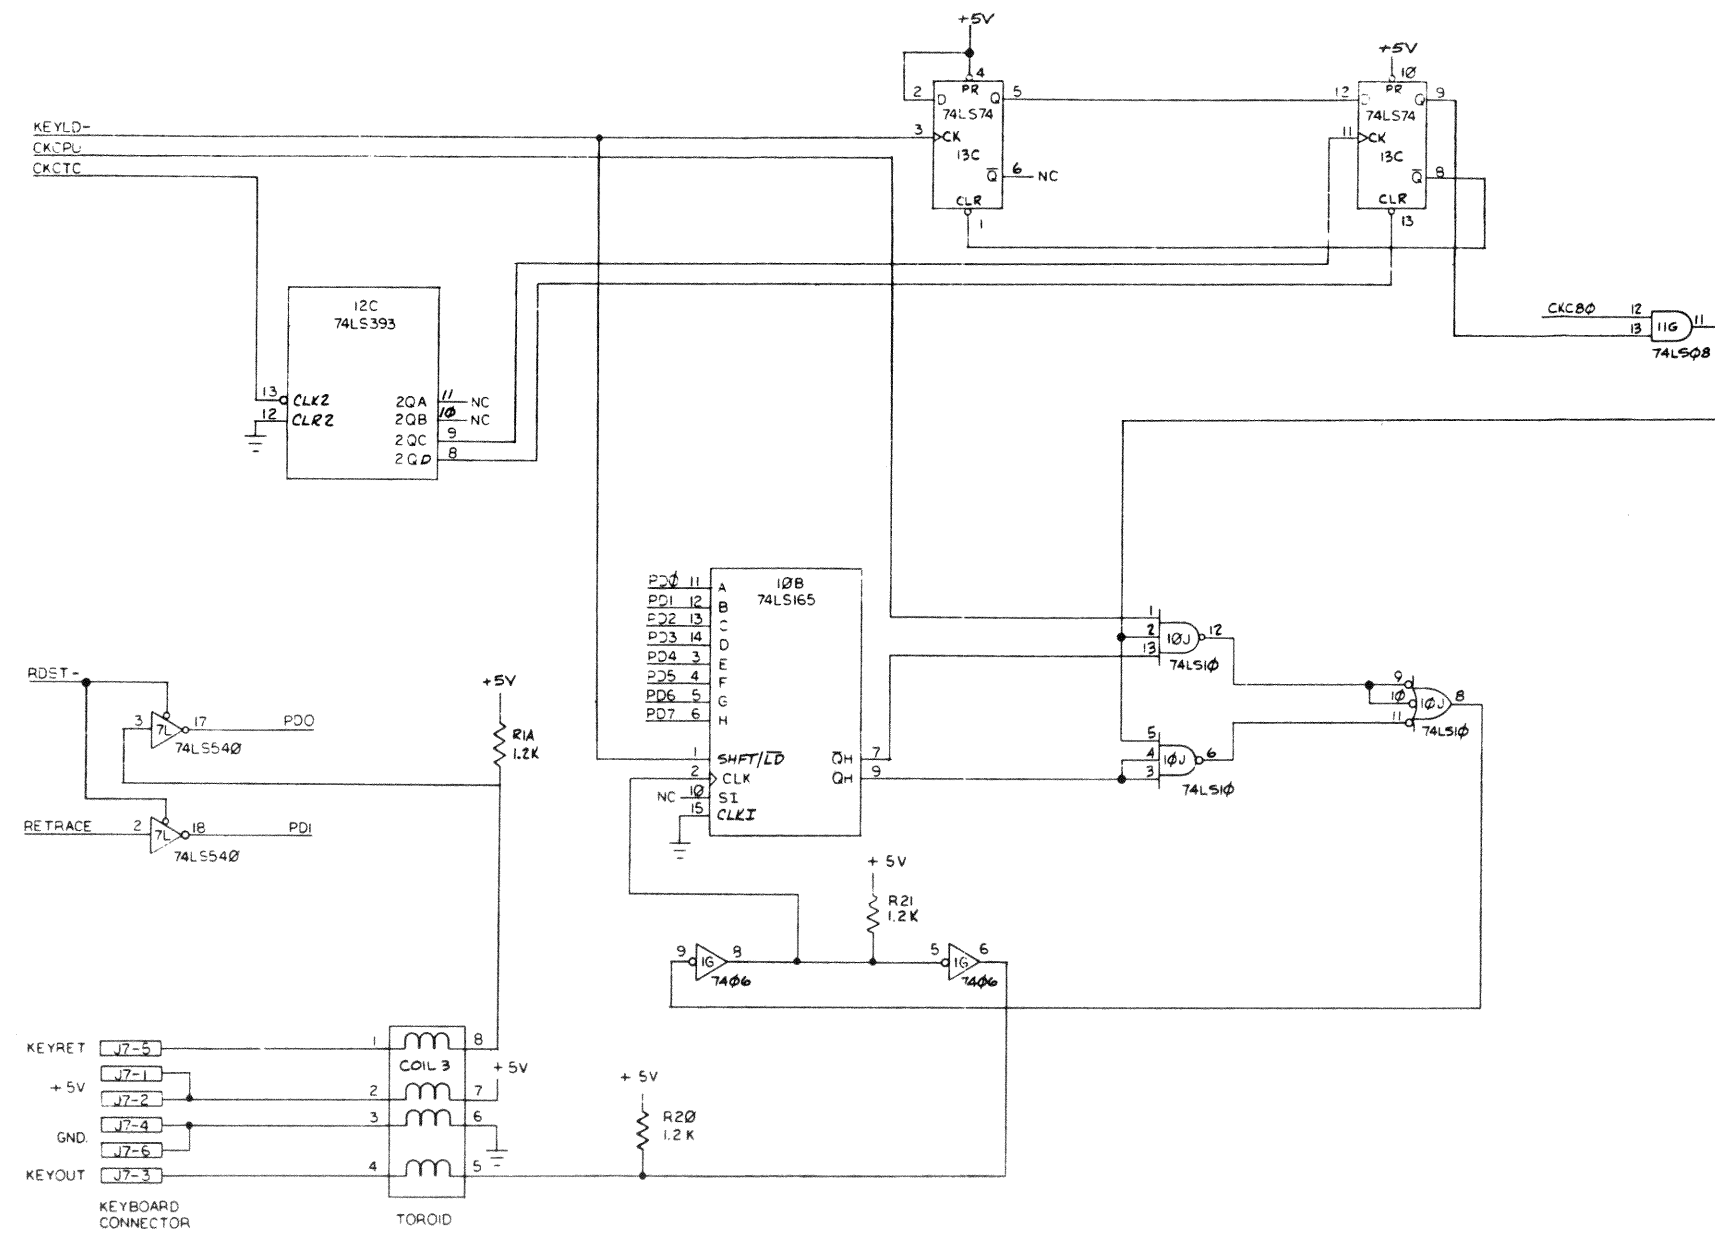 +5V
4
PR
2
D
Q
5
74LS74
KEYLD-
3
CK
13C
Q
6
NC
CLR
1
+5V
10
PR
12
D
Q
9
74LS74
11
CK
13C
Q
8
CLR
13
CKCPU
CKCTC
12C
74LS393
13
CLK2
12
CLR2
2QA
11
NC
2QB
10
NC
2QC
9
2QD
8
CKC80
12
13
11G
11
74LS08
10B
74LS165
PD0 11 A
PD1 12 B
PD2 13 C
PD3 14 D
PD4 3 E
PD5 4 F
PD6 5 G
PD7 6 H
1 SHFT/LD
2 CLK
NC 10 SI
15 CLKI
QH 7
QH 9
1
2
13
10J
12
74LS10
5
4
3
10J
6
74LS10
9
10
11
10J
8
74LS10
RDST-
3
7L
17
PDO
74LS540
RETRACE
2
7L
18
PDI
74LS540
+5V
R1A
1.2K
+ 5V
R21
1.2K
9
1G
8
7406
5
1G
6
7406
KEYRET
J7-5
1
8
COIL 3
J7-1
+ 5V
+ 5V
J7-2
2
7
J7-4
3
6
GND.
J7-6
KEYOUT
J7-3
4
5
+ 5V
R20
1.2 K
KEYBOARD
CONNECTOR
TOROID